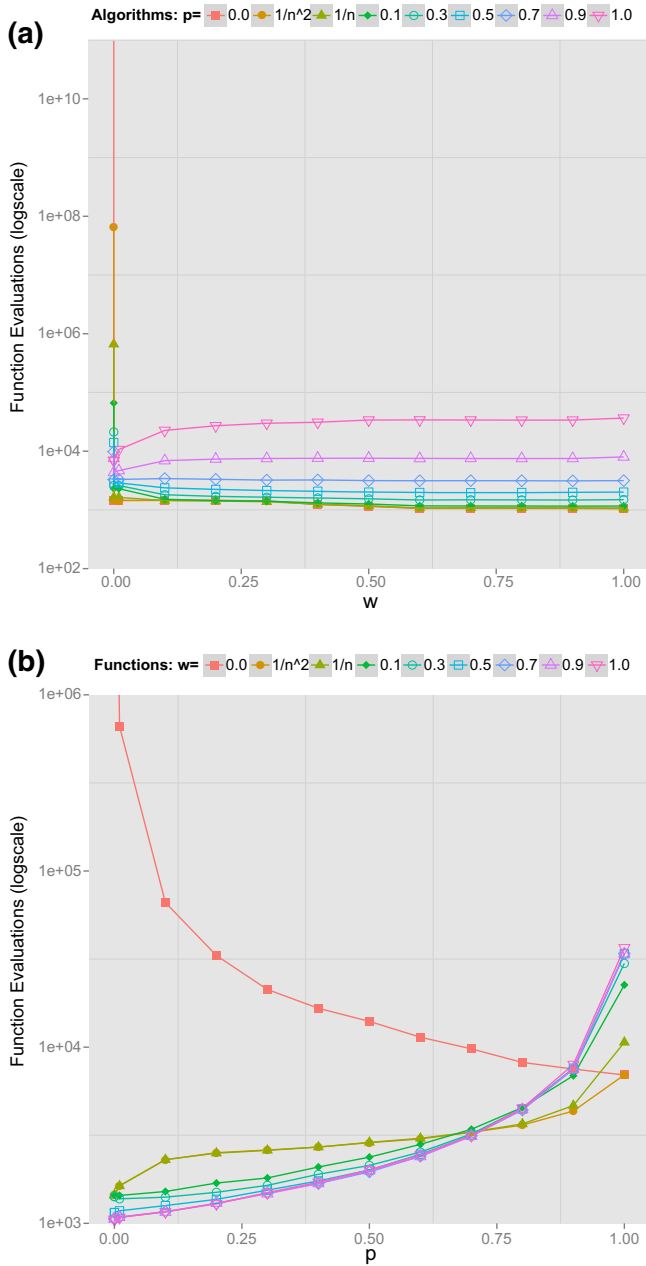 Algorithms: p= 0.0 1/n^2 1/n 0.1 0.3 0.5 0.7 0.9 1.0
(a)
1e+10
1e+08
1e+06
1e+04
1e+02
Function Evaluations (logscale)
0.00 0.25 0.50 0.75 1.00
w
(b)
Functions: w= 0.0 1/n^2 1/n 0.1 0.3 0.5 0.7 0.9 1.0
1e+06
1e+05
1e+04
1e+03
Function Evaluations (logscale)
0.00 0.25 0.50 0.75 1.00
p